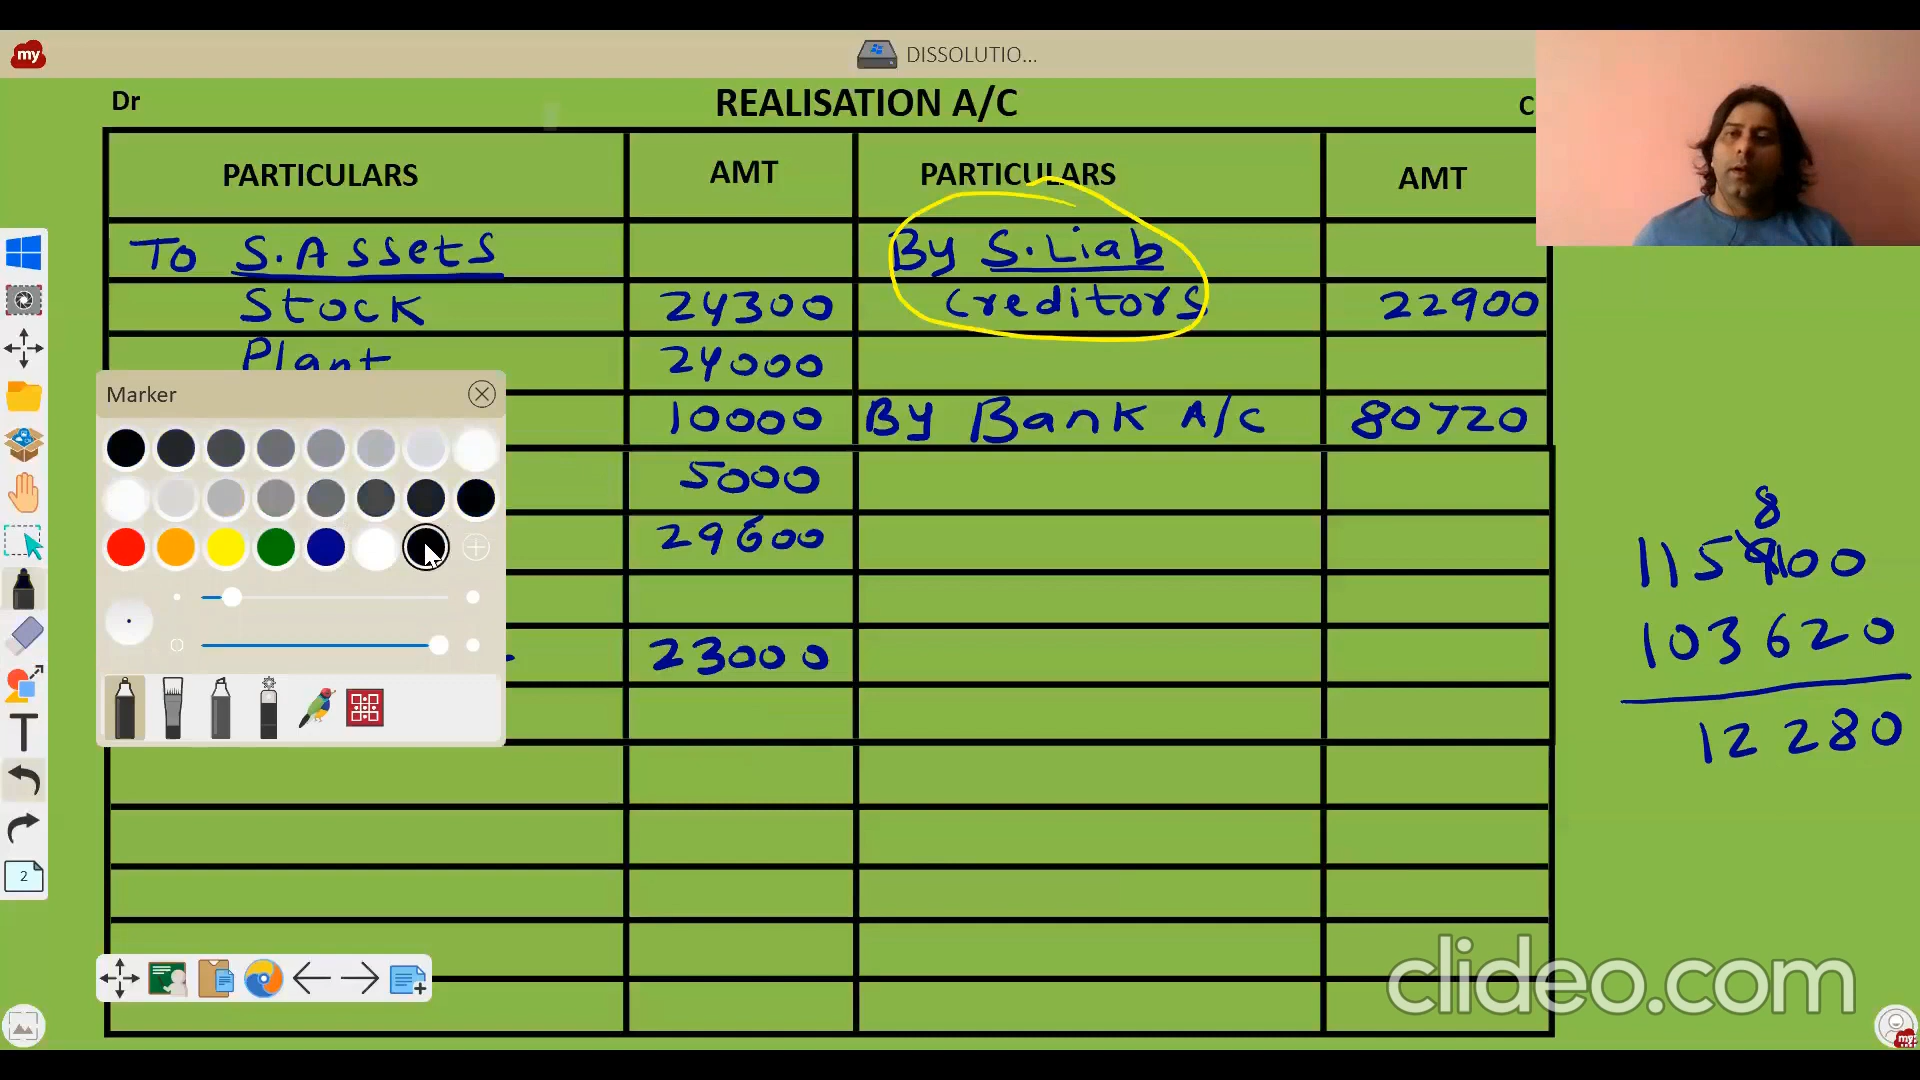 my
DISSOLUTIO...
Dr REALISATION A/C C
PARTICULARS AMT PARTICULARS AMT
To S.Assets By S.Liab
Stock 24300 Creditors 22900
Plant 24000
10000 By Bank A/c 80720
5000
29600
23000
Marker
8
115900
103620
12280
T
2
clideo.com
my